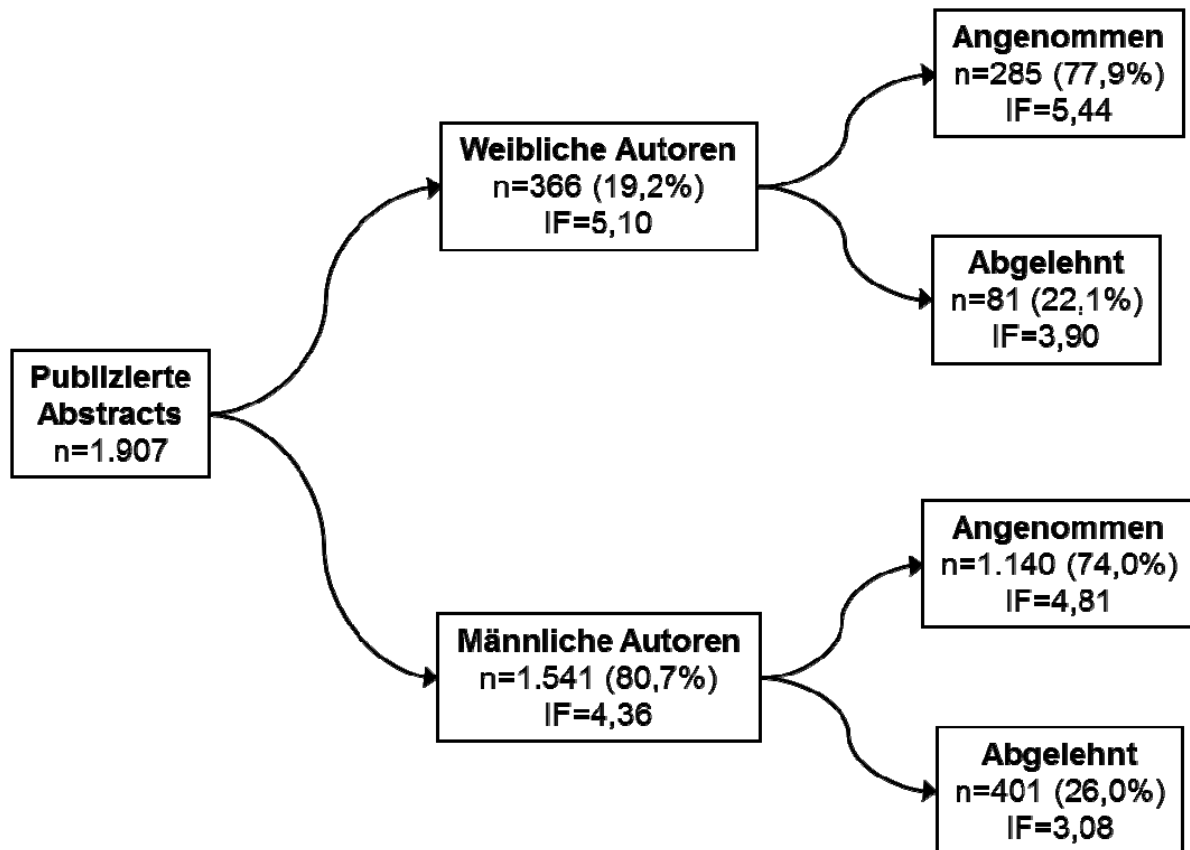 Publizierte
Abstracts
n=1.907
Weibliche Autoren
n=366 (19,2%)
IF=5,10
Angenommen
n=285 (77,9%)
IF=5,44
Abgelehnt
n=81 (22,1%)
IF=3,90
Männliche Autoren
n=1.541 (80,7%)
IF=4,36
Angenommen
n=1.140 (74,0%)
IF=4,81
Abgelehnt
n=401 (26,0%)
IF=3,08